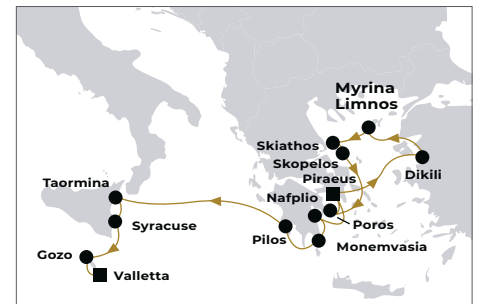 Myrina
Limnos
Skiathos
Skopelos
Piraeus
Dikili
Taormina
Nafplio
Syracuse
Poros
Pilos
Monemvasia
Gozo
Valletta